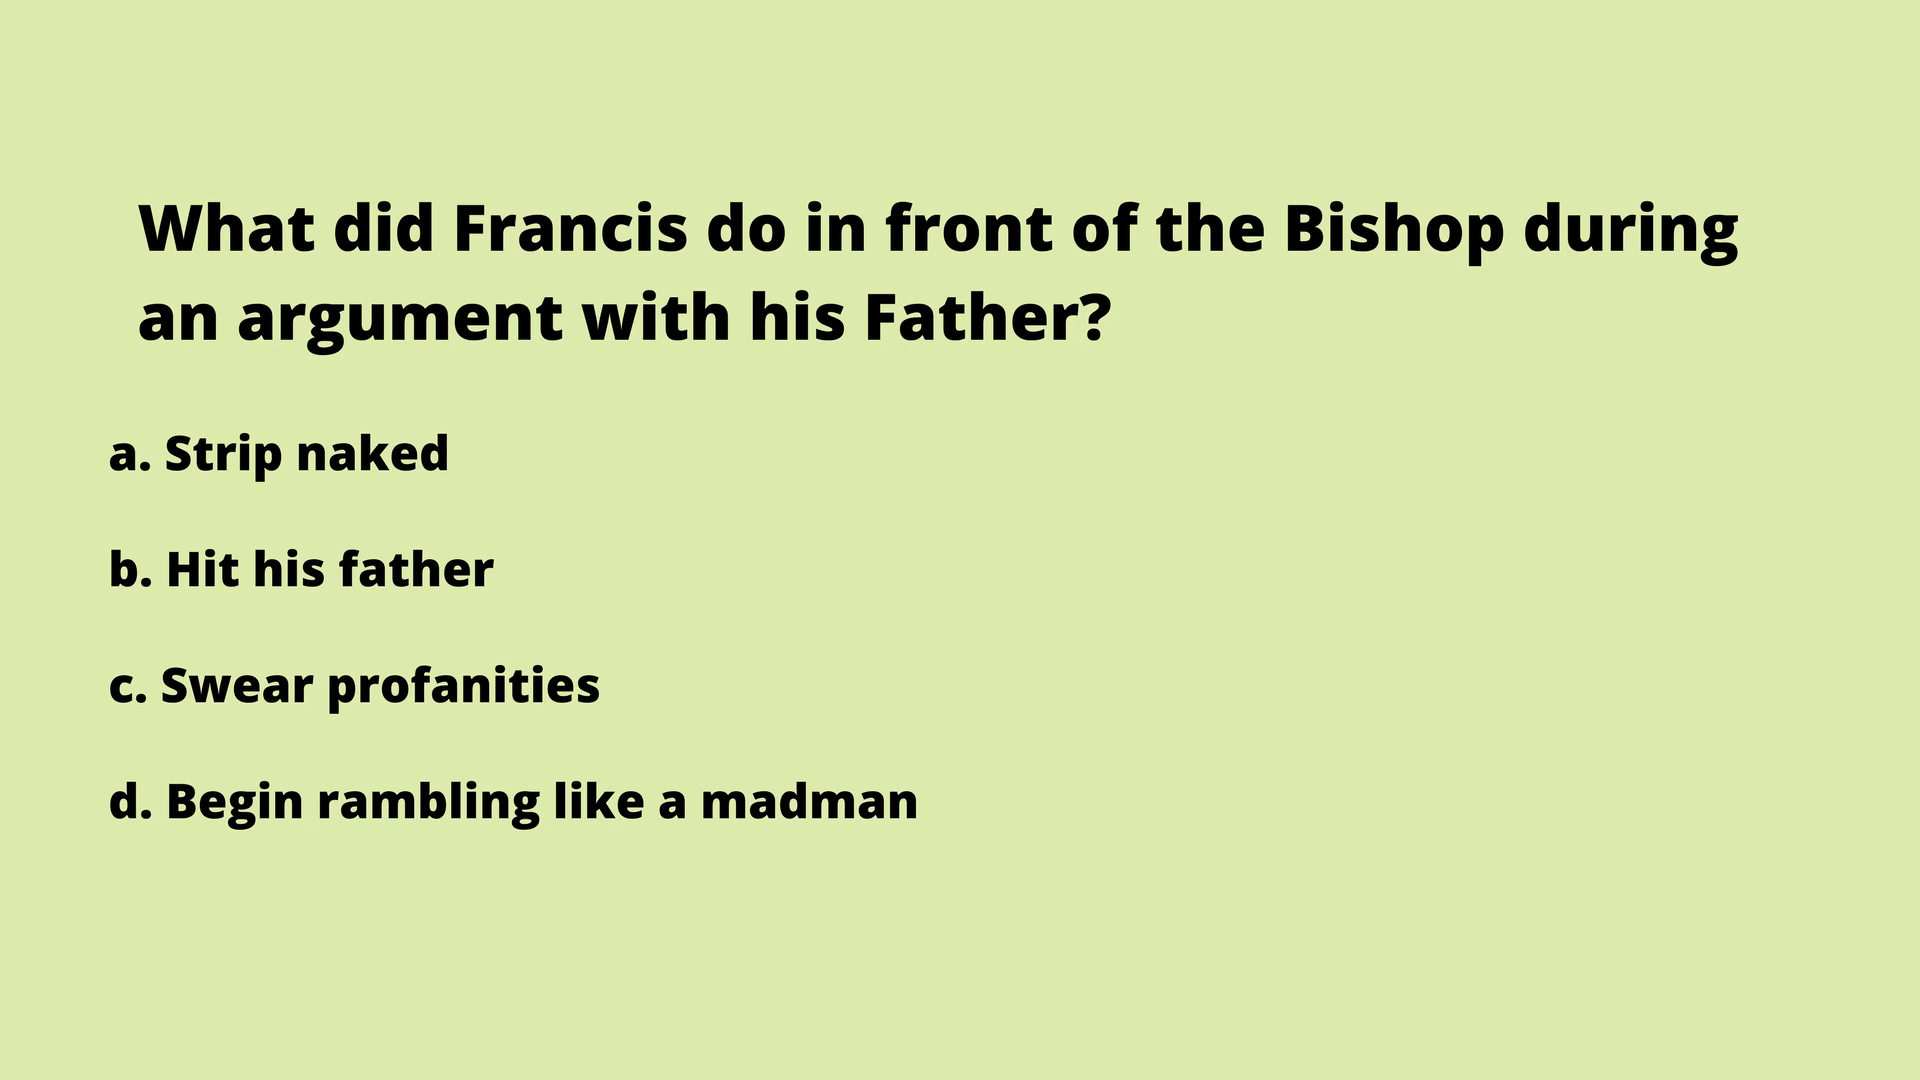 What did Francis do in front of the Bishop during
an argument with his Father?
a. Strip naked
b. Hit his father
c. Swear profanities
d. Begin rambling like a madman